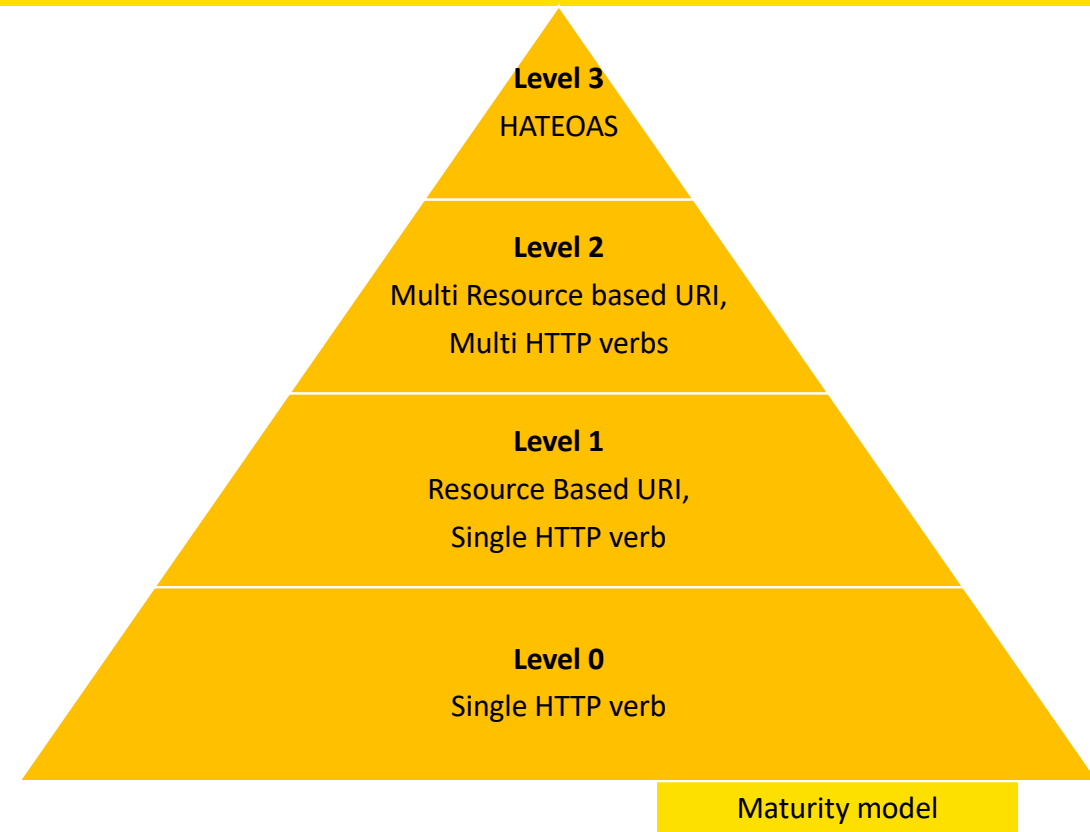 Level 3
HATEOAS
Level 2
Multi Resource based URI,
Multi HTTP verbs
Level 1
Resource Based URI,
Single HTTP verb
Level 0
Single HTTP verb
Maturity model